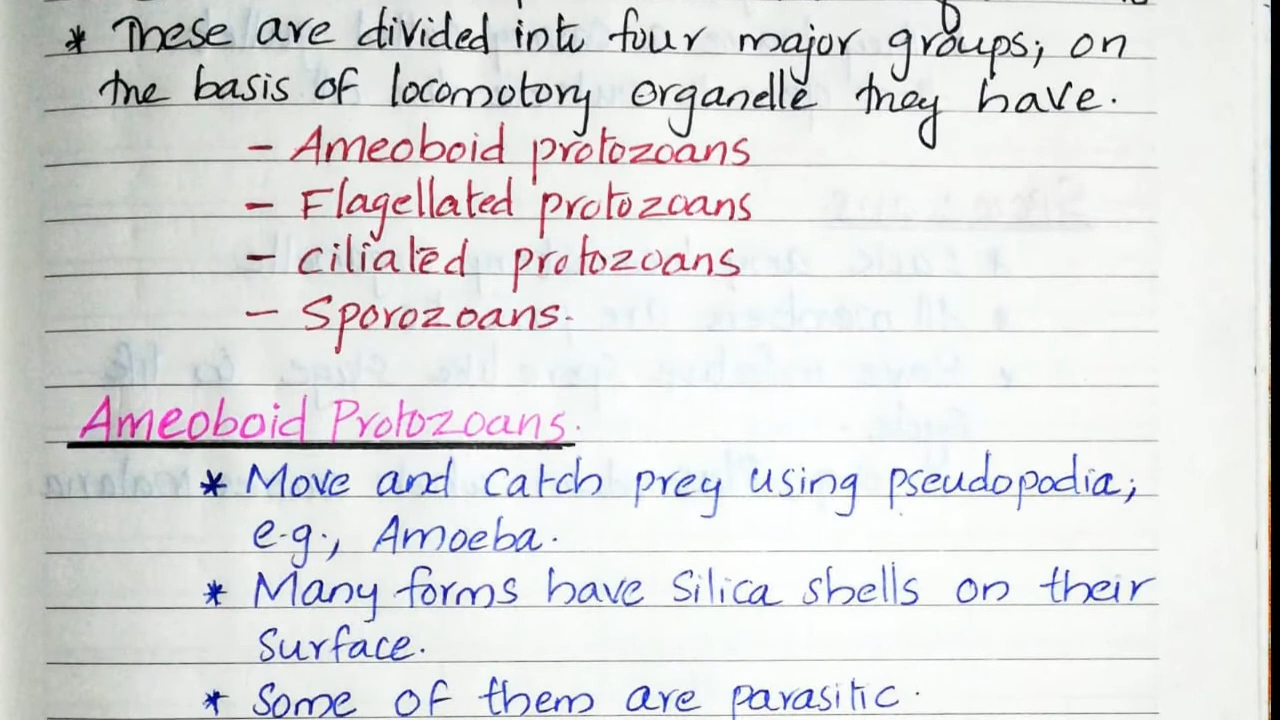 * These are divided into four major groups; on
the basis of locomotory organelle they have.
- Ameoboid protozoans
- Flagellated protozoans
- ciliated protozoans
- Sporozoans.
Ameoboid Protozoans.
* Move and catch prey using pseudopodia;
e.g., Amoeba.
* Many forms have silica shells on their
surface.
* Some of them are parasitic.